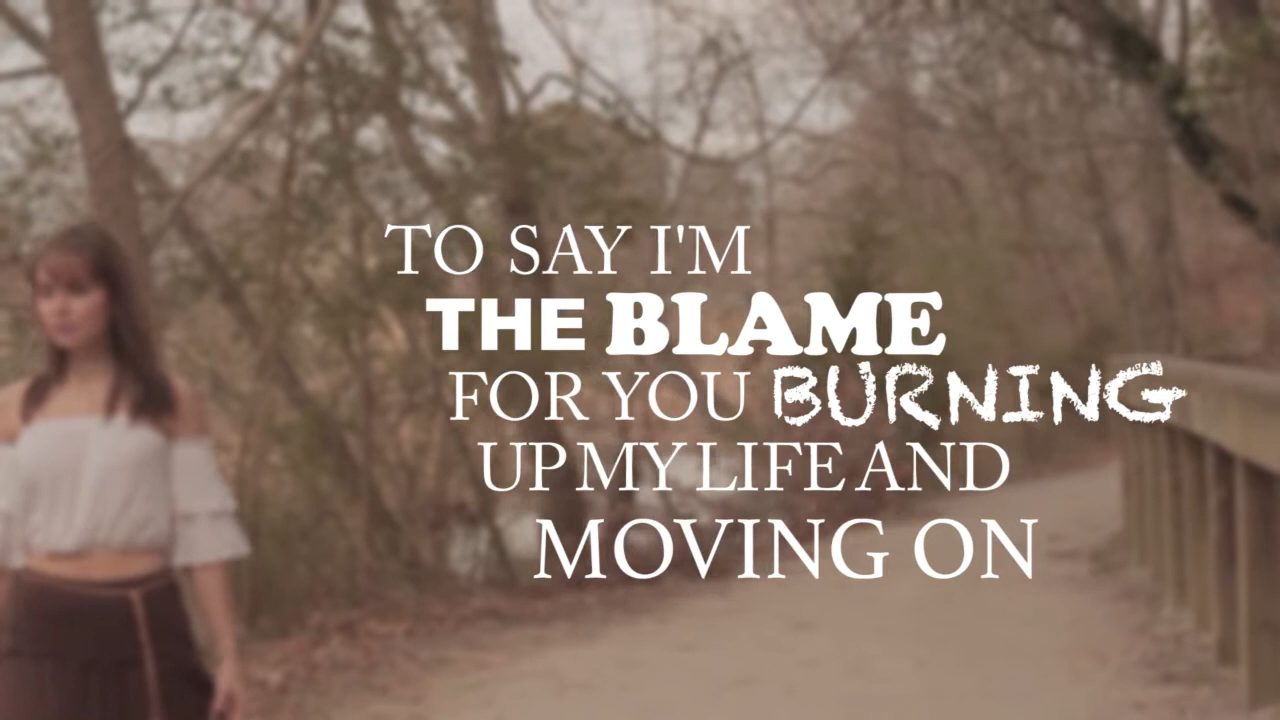 TO SAY I'M
THE BLAME
FOR YOU BURNING
UP MY LIFE AND
MOVING ON